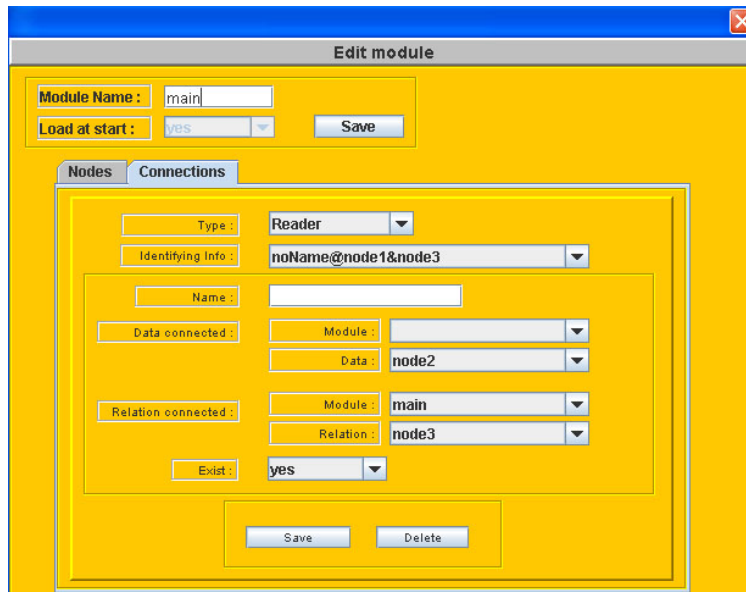 Edit module
Module Name : main
Load at start : yes
Save
Nodes Connections
Type : Reader
Identifying Info : noName@node1&node3
Name :
Data connected : Module :
Data : node2
Relation connected : Module : main
Relation : node3
Exist : yes
Save Delete